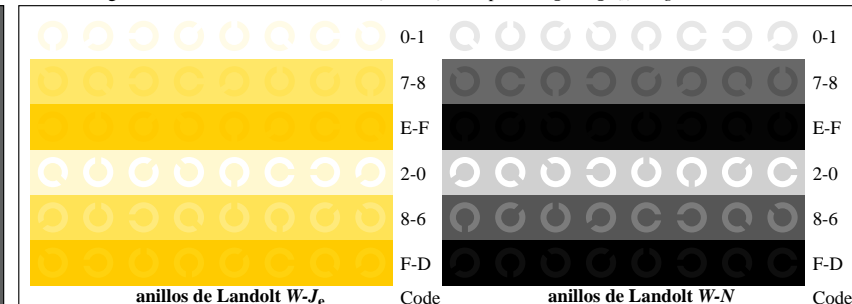 0-1
7-8
E-F
2-0
8-6
F-D
anillos de Landolt W-Jₑ Code
0-1
7-8
E-F
2-0
8-6
F-D
anillos de Landolt W-N Code